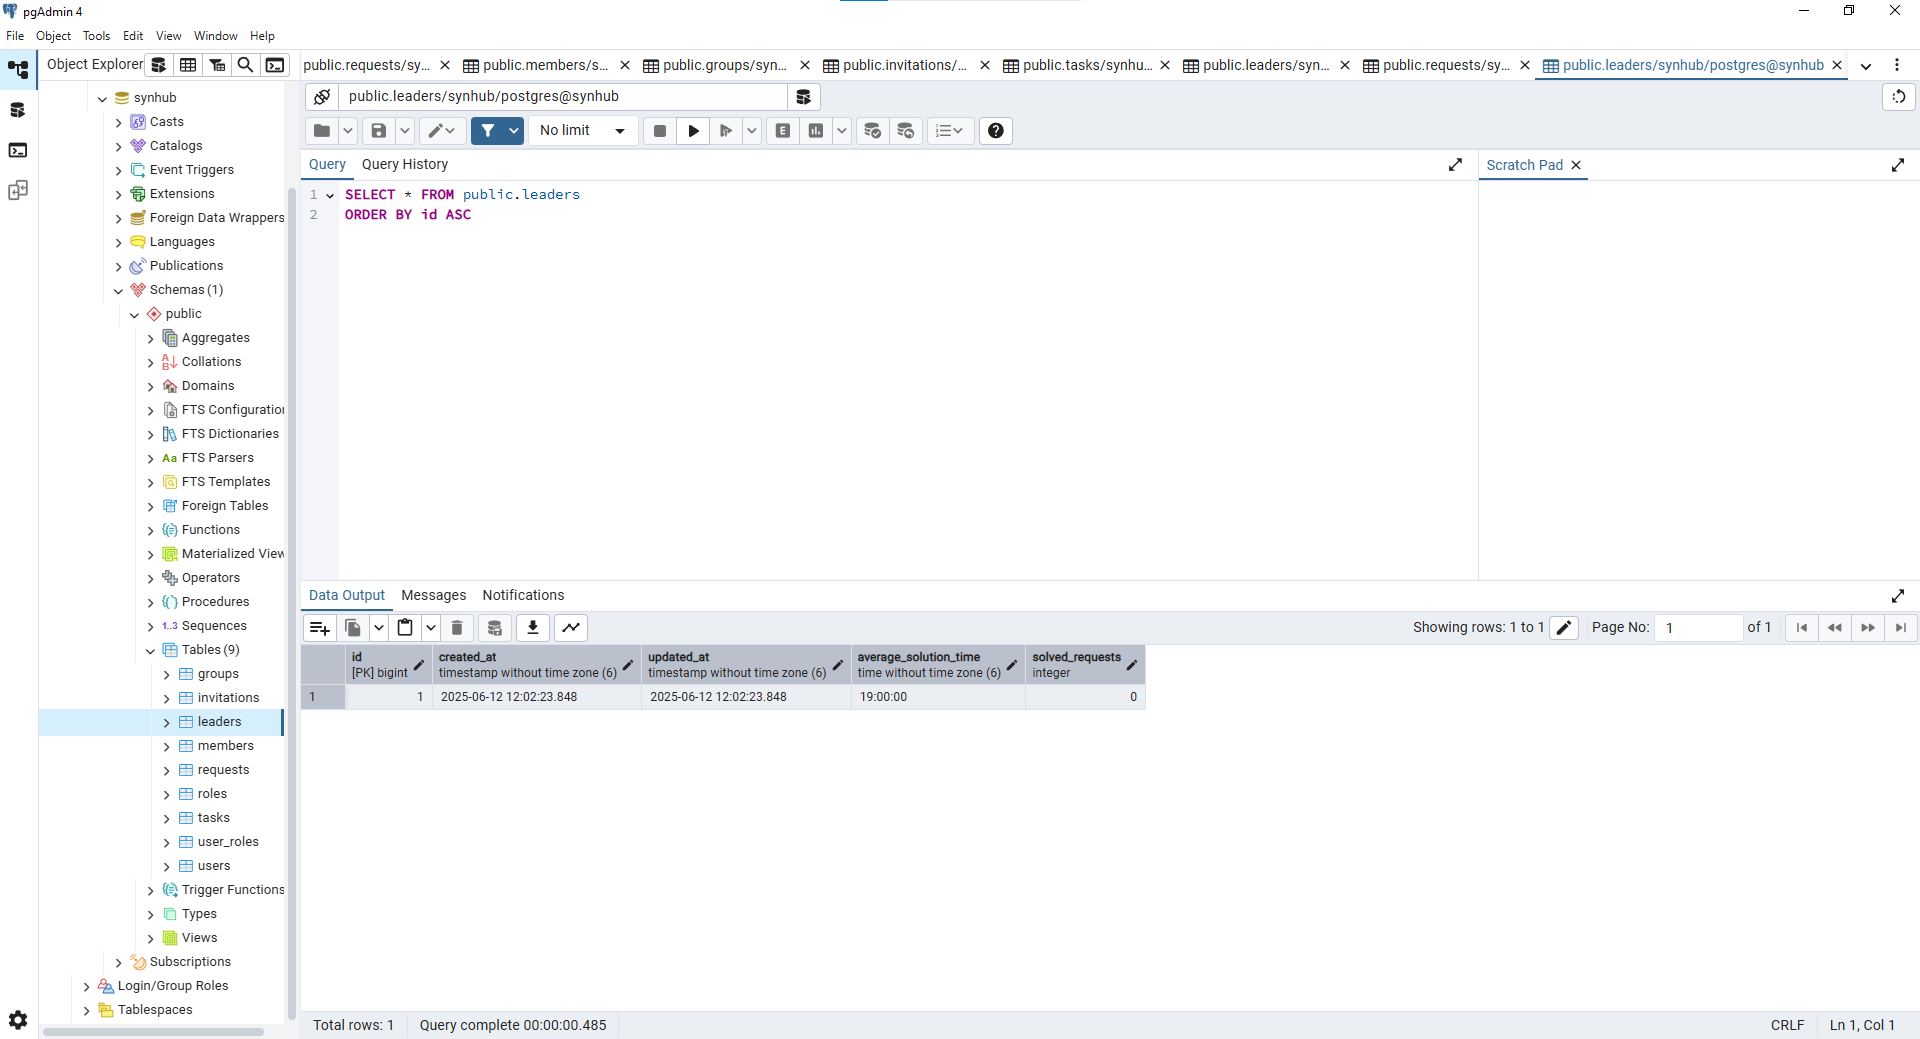 pgAdmin 4
File Object Tools Edit View Window Help
Object Explorer
public.requests/sy... public.members/s... public.groups/syn... public.invitations/... public.tasks/synhu... public.leaders/syn... public.requests/sy... public.leaders/synhub/postgres@synhub
public.leaders/synhub/postgres@synhub
No limit
E
Query Query History
Scratch Pad
1 SELECT * FROM public.leaders
2 ORDER BY id ASC
synhub
Casts
Catalogs
Event Triggers
Extensions
Foreign Data Wrappers
Languages
Publications
Schemas (1)
public
Aggregates
Collations
Domains
FTS Configuration
FTS Dictionaries
Aa FTS Parsers
FTS Templates
Foreign Tables
Functions
Materialized View
Operators
Procedures
1..3 Sequences
Tables (9)
groups
invitations
leaders
members
requests
roles
tasks
user_roles
users
Trigger Functions
Types
Views
Subscriptions
Login/Group Roles
Tablespaces
Data Output Messages Notifications
Showing rows: 1 to 1 Page No: 1 of 1
id created_at updated_at average_solution_time solved_requests
[PK] bigint timestamp without time zone (6) timestamp without time zone (6) time without time zone (6) integer
1 1 2025-06-12 12:02:23.848 2025-06-12 12:02:23.848 19:00:00 0
Total rows: 1 Query complete 00:00:00.485 CRLF Ln 1, Col 1